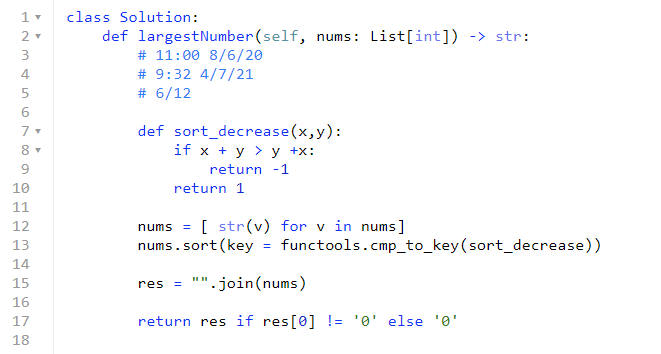 1 class Solution:
2     def largestNumber(self, nums: List[int]) -> str:
3         # 11:00 8/6/20
4         # 9:32 4/7/21
5         # 6/12
6
7         def sort_decrease(x,y):
8             if x + y > y +x:
9                 return -1
10             return 1
11
12         nums = [ str(v) for v in nums]
13         nums.sort(key = functools.cmp_to_key(sort_decrease))
14
15         res = "".join(nums)
16
17         return res if res[0] != '0' else '0'
18